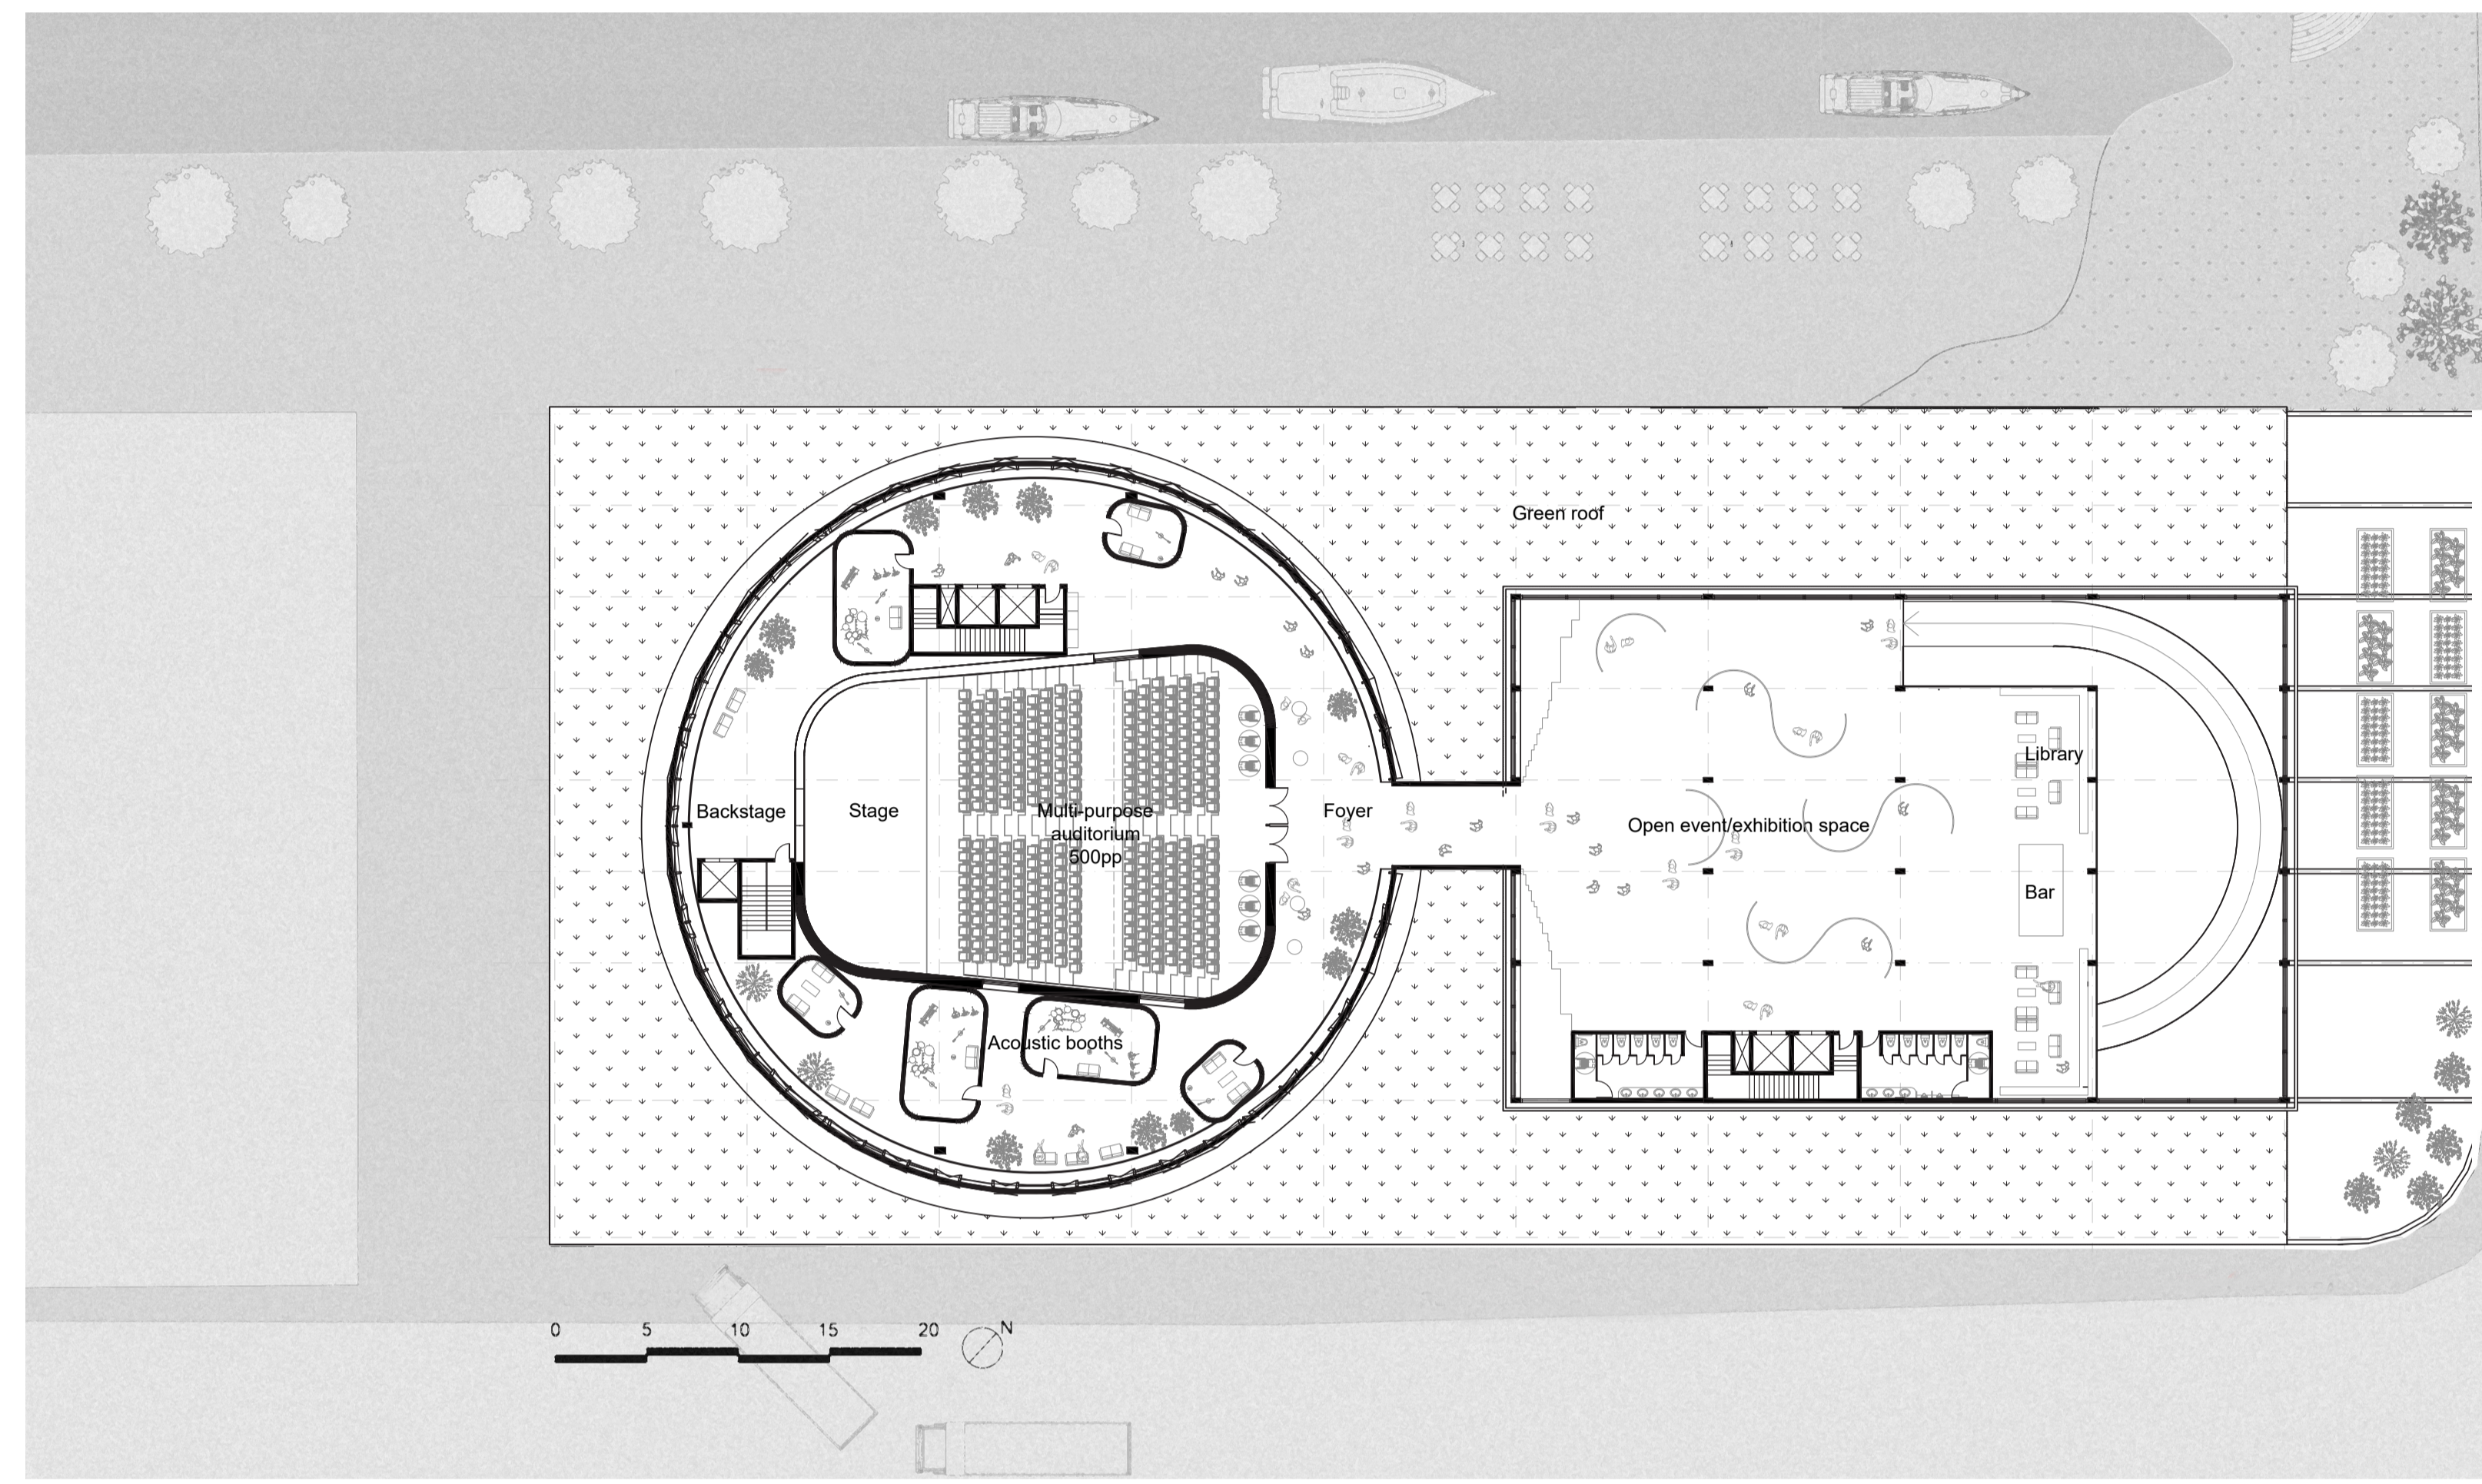 Green roof
Library
Backstage
Stage
Multi-purpose
auditorium
500pp
Foyer
Open event/exhibition space
Bar
Acoustic booths
0 5 10 15 20 N